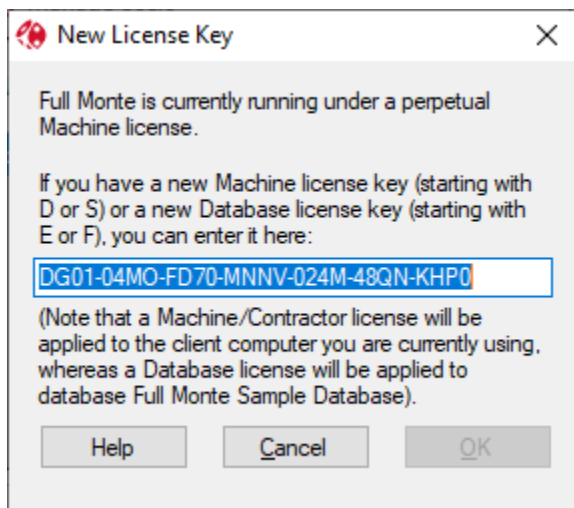 New License Key
Full Monte is currently running under a perpetual
Machine license.
If you have a new Machine license key (starting with
D or S) or a new Database license key (starting with
E or F), you can enter it here:
DG01-04MO-FD70-MNNV-024M-48QN-KHP0
(Note that a Machine/Contractor license will be
applied to the client computer you are currently using,
whereas a Database license will be applied to
database Full Monte Sample Database).
Help Cancel OK